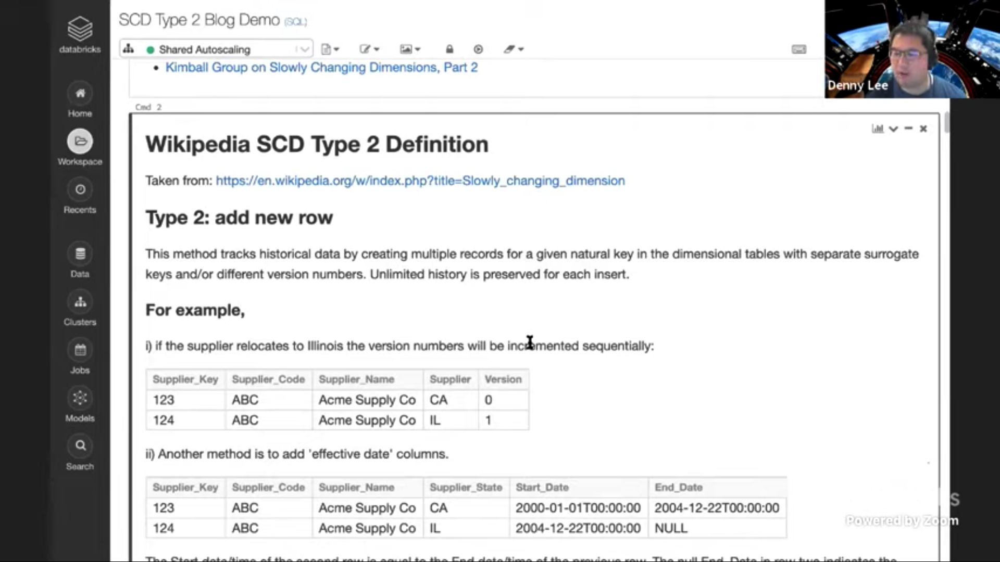 SCD Type 2 Blog Demo (SQL)
databricks
Shared Autoscaling
Denny Lee
• Kimball Group on Slowly Changing Dimensions, Part 2
Cmd 2
Home
Workspace
Recents
Data
Clusters
Jobs
Models
Search
Wikipedia SCD Type 2 Definition
Taken from: https://en.wikipedia.org/w/index.php?title=Slowly_changing_dimension
Type 2: add new row
This method tracks historical data by creating multiple records for a given natural key in the dimensional tables with separate surrogate
keys and/or different version numbers. Unlimited history is preserved for each insert.
For example,
i) if the supplier relocates to Illinois the version numbers will be incremented sequentially:
Supplier_Key Supplier_Code Supplier_Name Supplier Version
123 ABC Acme Supply Co CA 0
124 ABC Acme Supply Co IL 1
ii) Another method is to add 'effective date' columns.
Supplier_Key Supplier_Code Supplier_Name Supplier_State Start_Date End_Date
123 ABC Acme Supply Co CA 2000-01-01T00:00:00 2004-12-22T00:00:00
124 ABC Acme Supply Co IL 2004-12-22T00:00:00 NULL
Powered by Zoom
The Start date/time of the second row is equal to the End date/time of the previous row. The null End_Date in row two indicates the